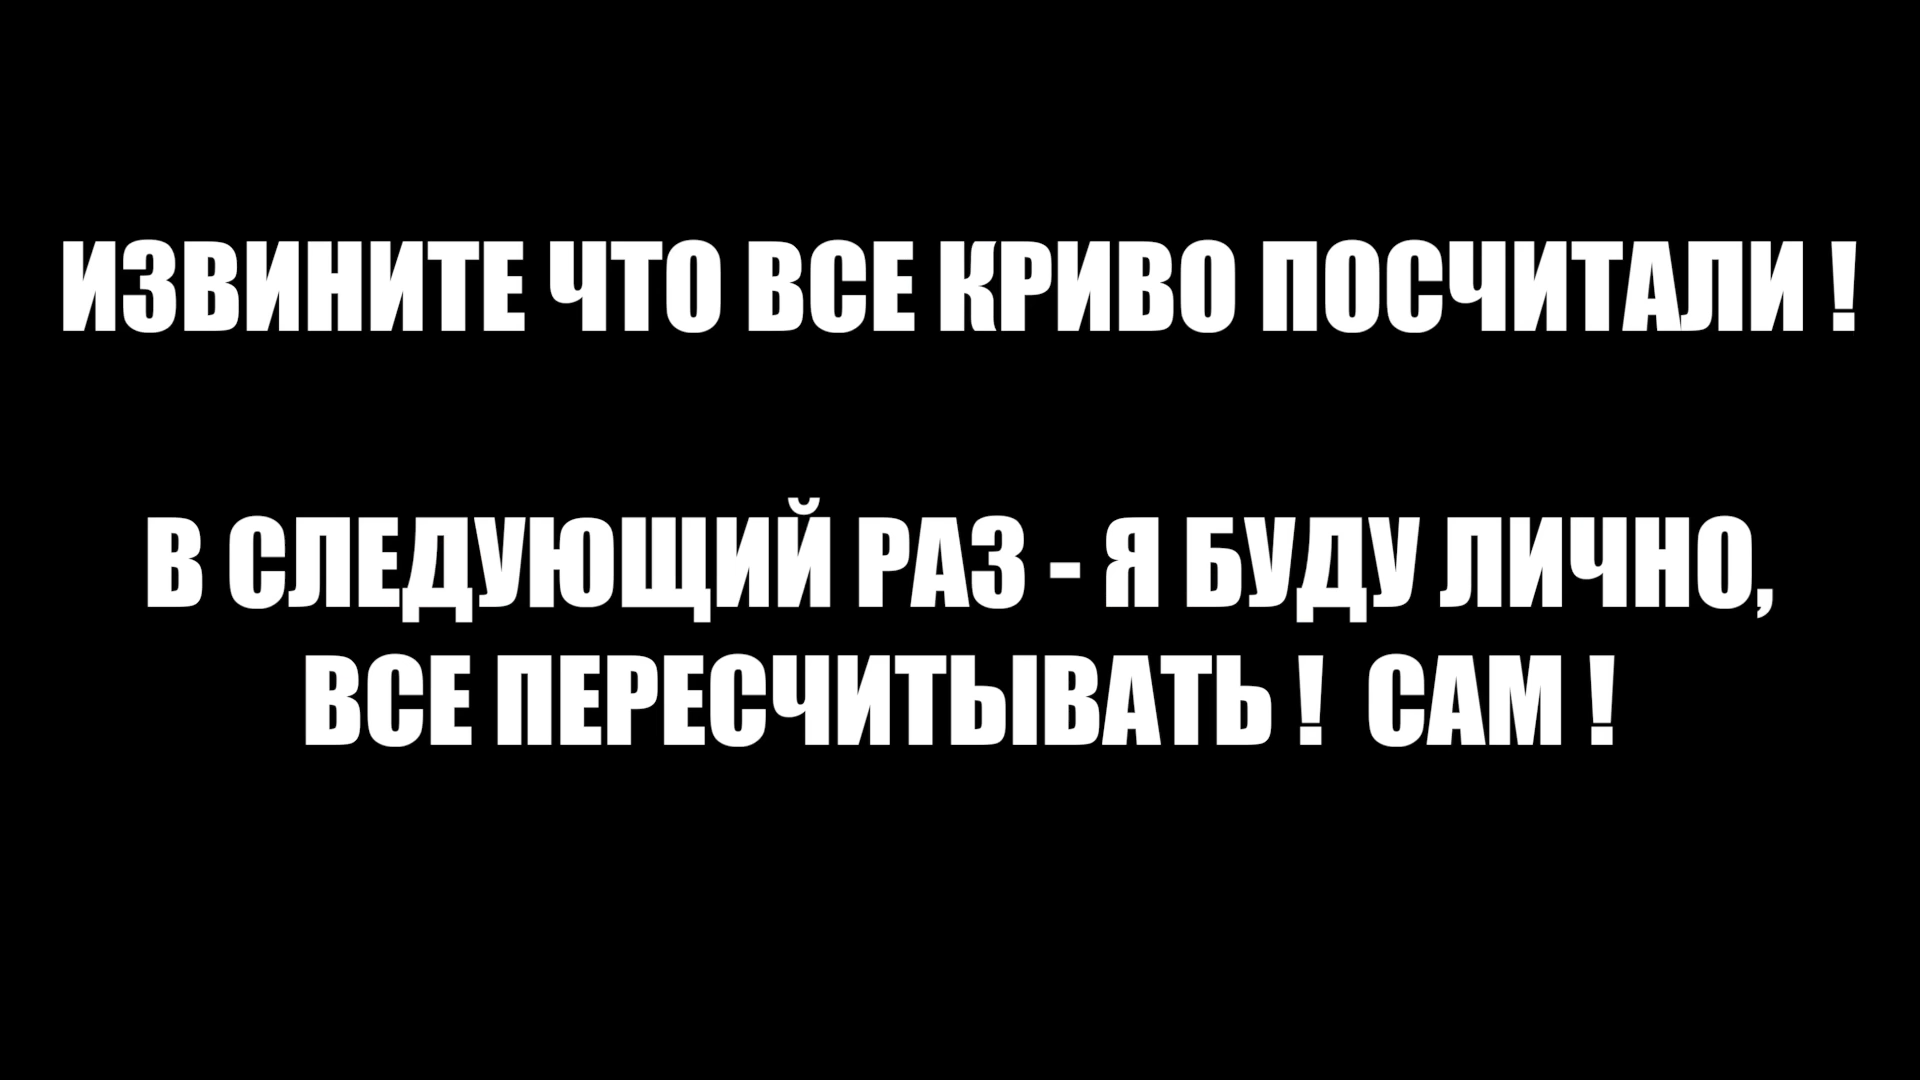 ИЗВИНИТЕ ЧТО ВСЕ КРИВО ПОСЧИТАЛИ !
В СЛЕДУЮЩИЙ РАЗ - Я БУДУ ЛИЧНО,
ВСЕ ПЕРЕСЧИТЫВАТЬ ! САМ !